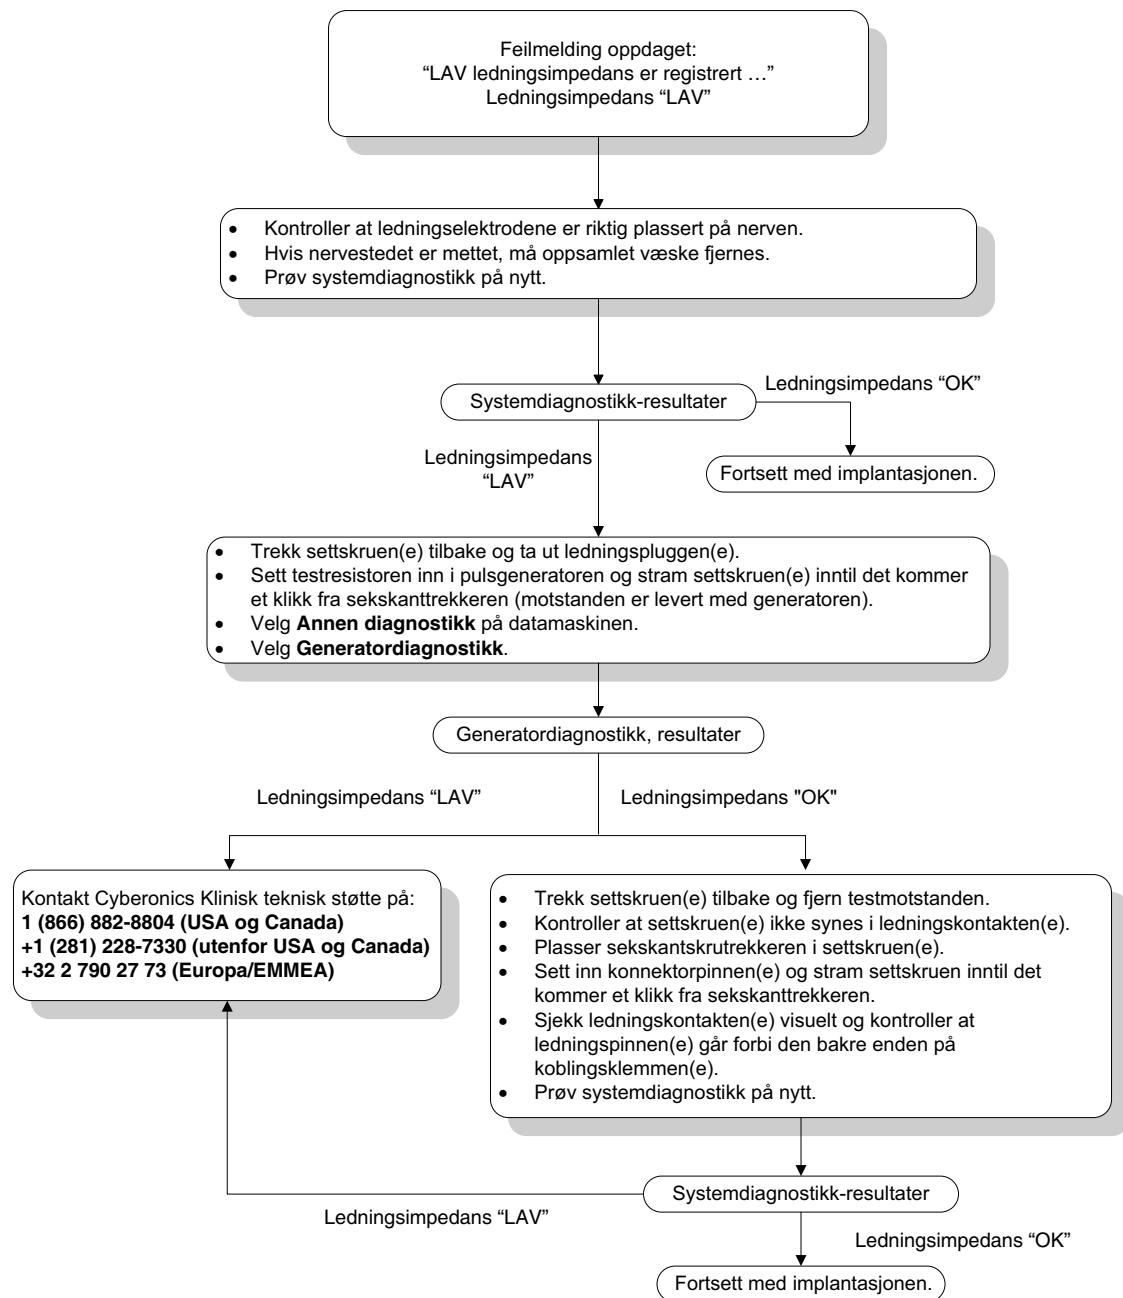 Feilmelding oppdaget:
“LAV ledningsimpedans er registrert …”
Ledningsimpedans “LAV”
• Kontroller at ledningselektrodene er riktig plassert på nerven.
• Hvis nervestedet er mettet, må oppsamlet væske fjernes.
• Prøv systemdiagnostikk på nytt.
Ledningsimpedans “OK”
Systemdiagnostikk-resultater
Ledningsimpedans
“LAV”
Fortsett med implantasjonen.
• Trekk settskruen(e) tilbake og ta ut ledningspluggen(e).
• Sett testresistoren inn i pulsgeneratoren og stram settskruen(e) inntil det kommer
et klikk fra sekskanttrekkeren (motstanden er levert med generatoren).
• Velg Annen diagnostikk på datamaskinen.
• Velg Generatordiagnostikk.
Generatordiagnostikk, resultater
Ledningsimpedans “LAV”
Ledningsimpedans "OK"
Kontakt Cyberonics Klinisk teknisk støtte på:
1 (866) 882-8804 (USA og Canada)
+1 (281) 228-7330 (utenfor USA og Canada)
+32 2 790 27 73 (Europa/EMMEA)
• Trekk settskruen(e) tilbake og fjern testmotstanden.
• Kontroller at settskruen(e) ikke synes i ledningskontakten(e).
• Plasser sekskantskrutrekkeren i settskruen(e).
• Sett inn konnektorpinnen(e) og stram settskruen inntil det
kommer et klikk fra sekskanttrekkeren.
• Sjekk ledningskontakten(e) visuelt og kontroller at
ledningspinnen(e) går forbi den bakre enden på
koblingsklemmen(e).
• Prøv systemdiagnostikk på nytt.
Systemdiagnostikk-resultater
Ledningsimpedans “LAV”
Ledningsimpedans “OK”
Fortsett med implantasjonen.